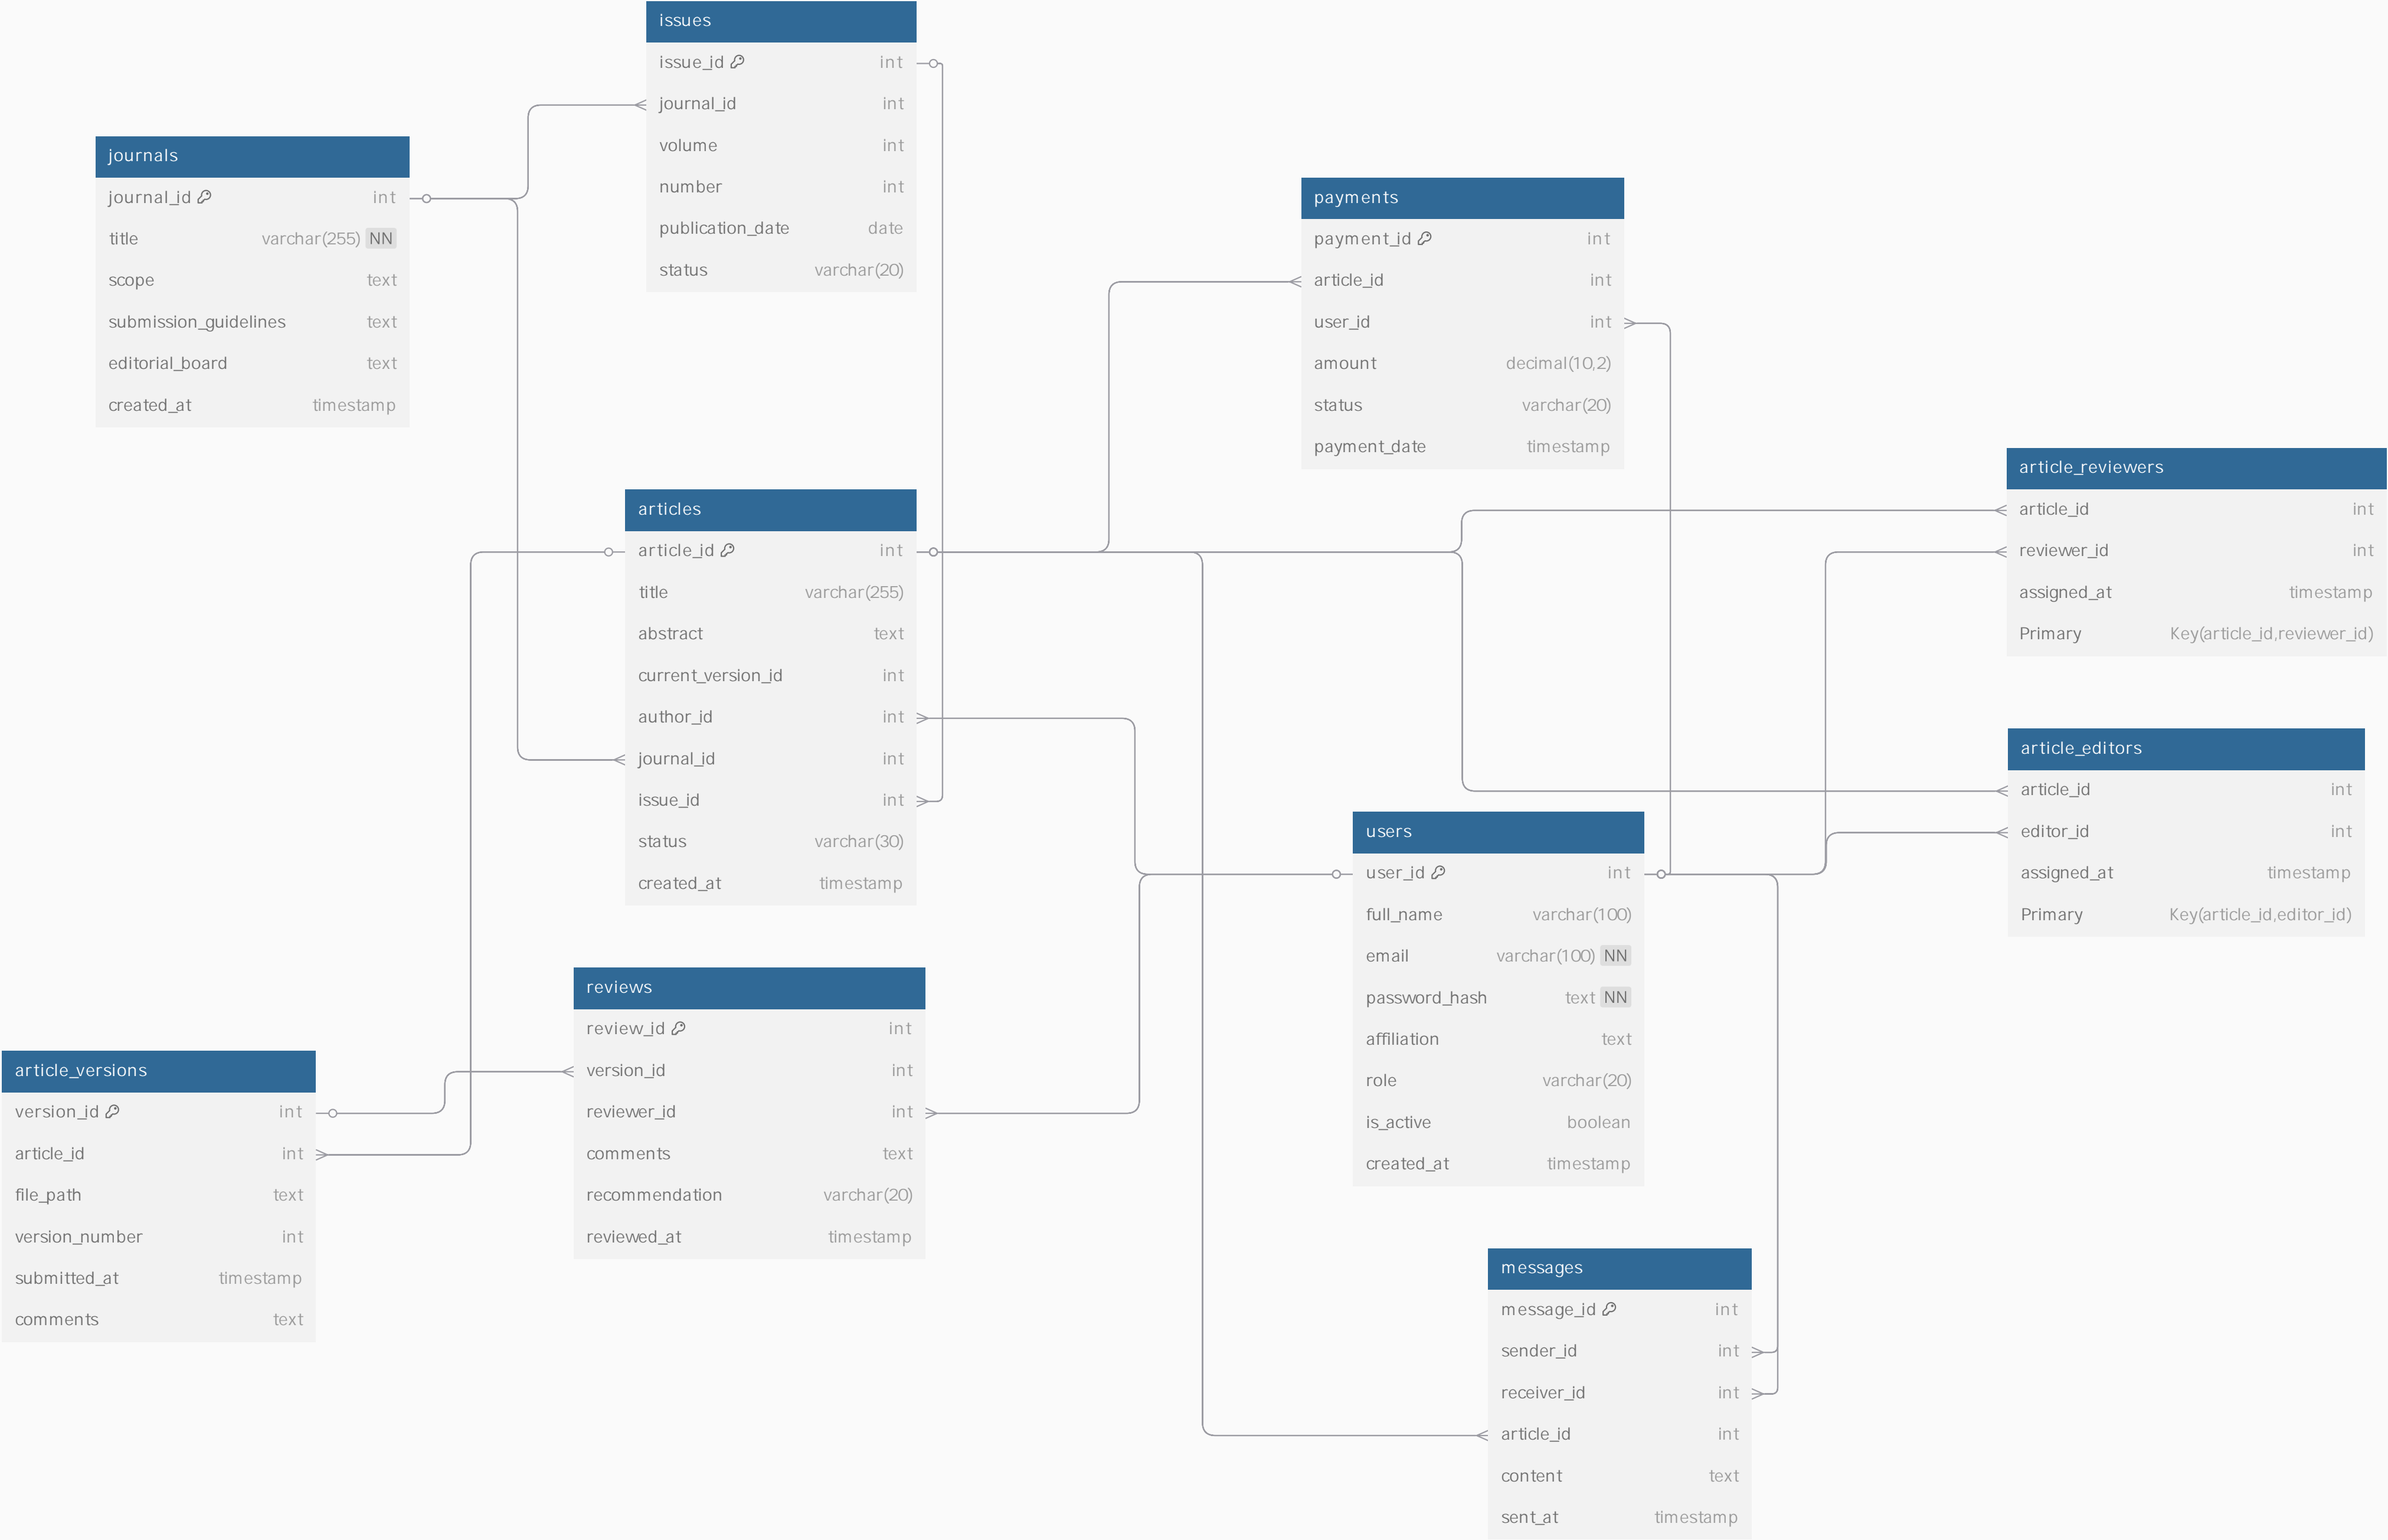 issues
issue_id int
journal_id int
volume int
number int
publication_date date
status varchar(20)
journals
journal_id int
title varchar(255) NN
scope text
submission_guidelines text
editorial_board text
created_at timestamp
payments
payment_id int
article_id int
user_id int
amount decimal(10,2)
status varchar(20)
payment_date timestamp
article_reviewers
article_id int
reviewer_id int
assigned_at timestamp
Primary Key(article_id,reviewer_id)
articles
article_id int
title varchar(255)
abstract text
current_version_id int
author_id int
journal_id int
issue_id int
status varchar(30)
created_at timestamp
article_editors
article_id int
editor_id int
assigned_at timestamp
Primary Key(article_id,editor_id)
users
user_id int
full_name varchar(100)
email varchar(100) NN
password_hash text NN
affiliation text
role varchar(20)
is_active boolean
created_at timestamp
reviews
review_id int
version_id int
reviewer_id int
comments text
recommendation varchar(20)
reviewed_at timestamp
article_versions
version_id int
article_id int
file_path text
version_number int
submitted_at timestamp
comments text
messages
message_id int
sender_id int
receiver_id int
article_id int
content text
sent_at timestamp